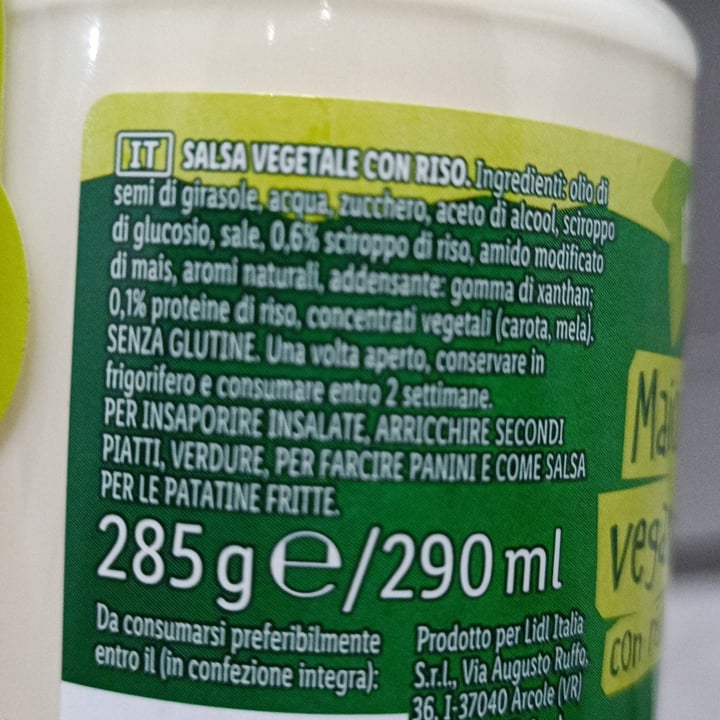 IT SALSA VEGETALE CON RISO. Ingredienti: olio di
semi di girasole, acqua, zucchero, aceto di alcool, sciroppo
di glucosio, sale, 0,6% sciroppo di riso, amido modificato
di mais, aromi naturali, addensante: gomma di xanthan;
0,1% proteine di riso, concentrati vegetali (carota, mela).
SENZA GLUTINE. Una volta aperto, conservare in
frigorifero e consumare entro 2 settimane.
PER INSAPORIRE INSALATE, ARRICCHIRE SECONDI
PIATTI, VERDURE, PER FARCIRE PANINI E COME SALSA
PER LE PATATINE FRITTE.
285 g e/290 ml
Da consumarsi preferibilmente
entro il (in confezione integra):
Prodotto per Lidl Italia
S.r.l., Via Augusto Ruffo,
36, I-37040 Arcole (VR)
con